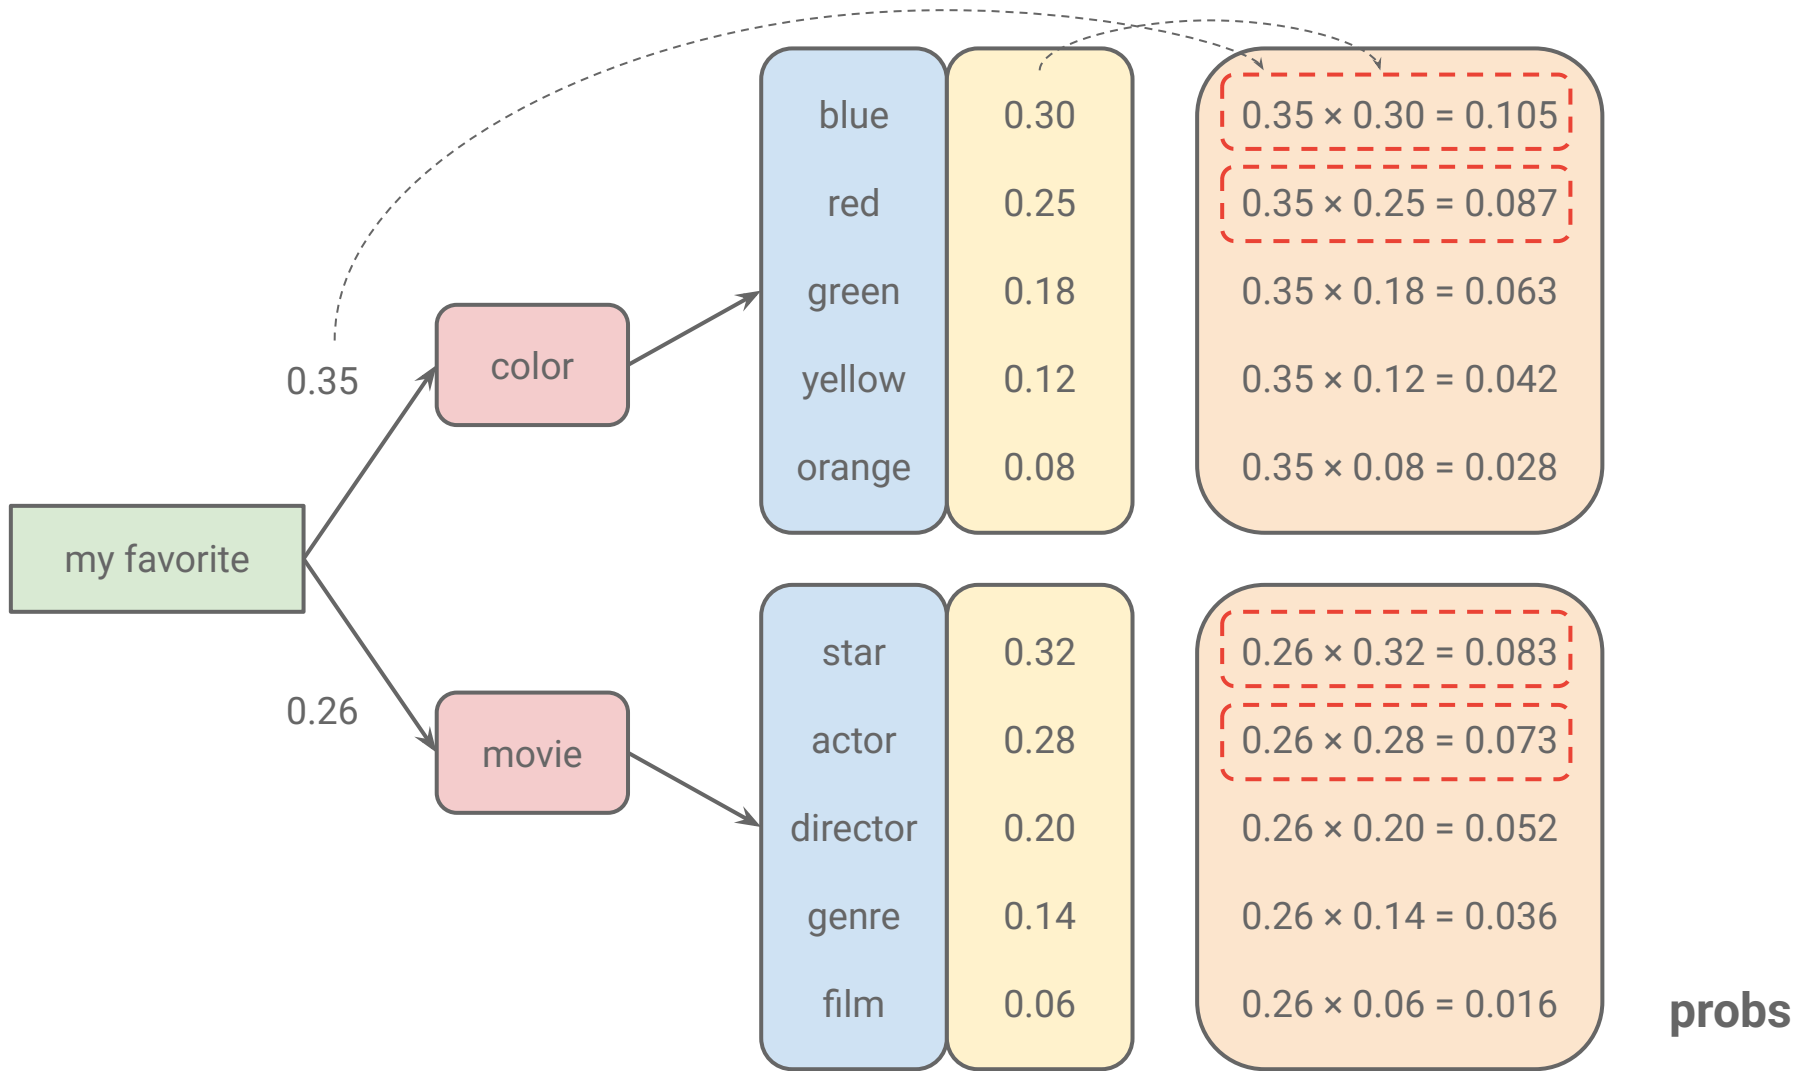 blue 0.30 0.35 × 0.30 = 0.105
red 0.25 0.35 × 0.25 = 0.087
green 0.18 0.35 × 0.18 = 0.063
color
0.35
yellow 0.12 0.35 × 0.12 = 0.042
orange 0.08 0.35 × 0.08 = 0.028
my favorite
star 0.32 0.26 × 0.32 = 0.083
0.26
actor 0.28 0.26 × 0.28 = 0.073
movie
director 0.20 0.26 × 0.20 = 0.052
genre 0.14 0.26 × 0.14 = 0.036
film 0.06 0.26 × 0.06 = 0.016
probs